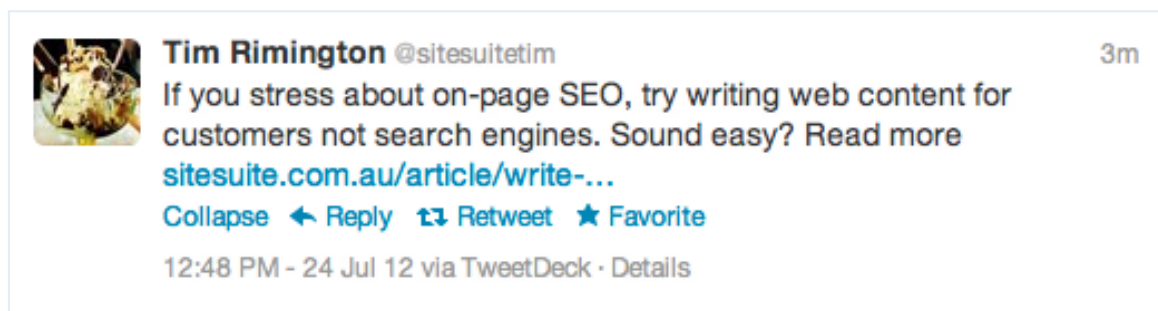 Tim Rimington @sitesuitetim 3m
If you stress about on-page SEO, try writing web content for
customers not search engines. Sound easy? Read more
sitesuite.com.au/article/write-...
Collapse Reply Retweet Favorite
12:48 PM - 24 Jul 12 via TweetDeck · Details